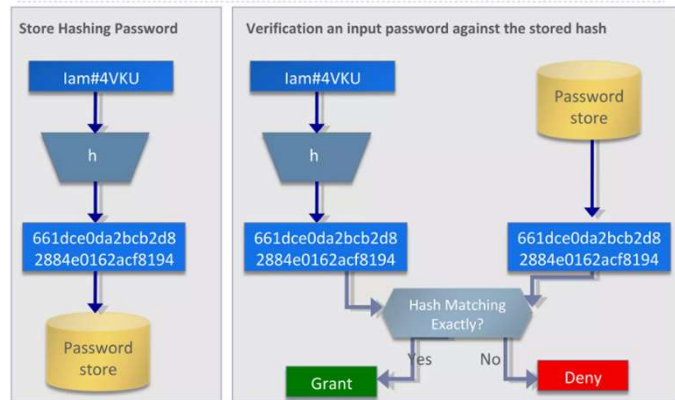 Store Hashing Password
Iam#4VKU
h
661dce0da2bcb2d8
2884e0162acf8194
Password
store
Verification an input password against the stored hash
Iam#4VKU
h
661dce0da2bcb2d8
2884e0162acf8194
Password
store
661dce0da2bcb2d8
2884e0162acf8194
Hash Matching
Exactly?
Yes
No
Grant
Deny